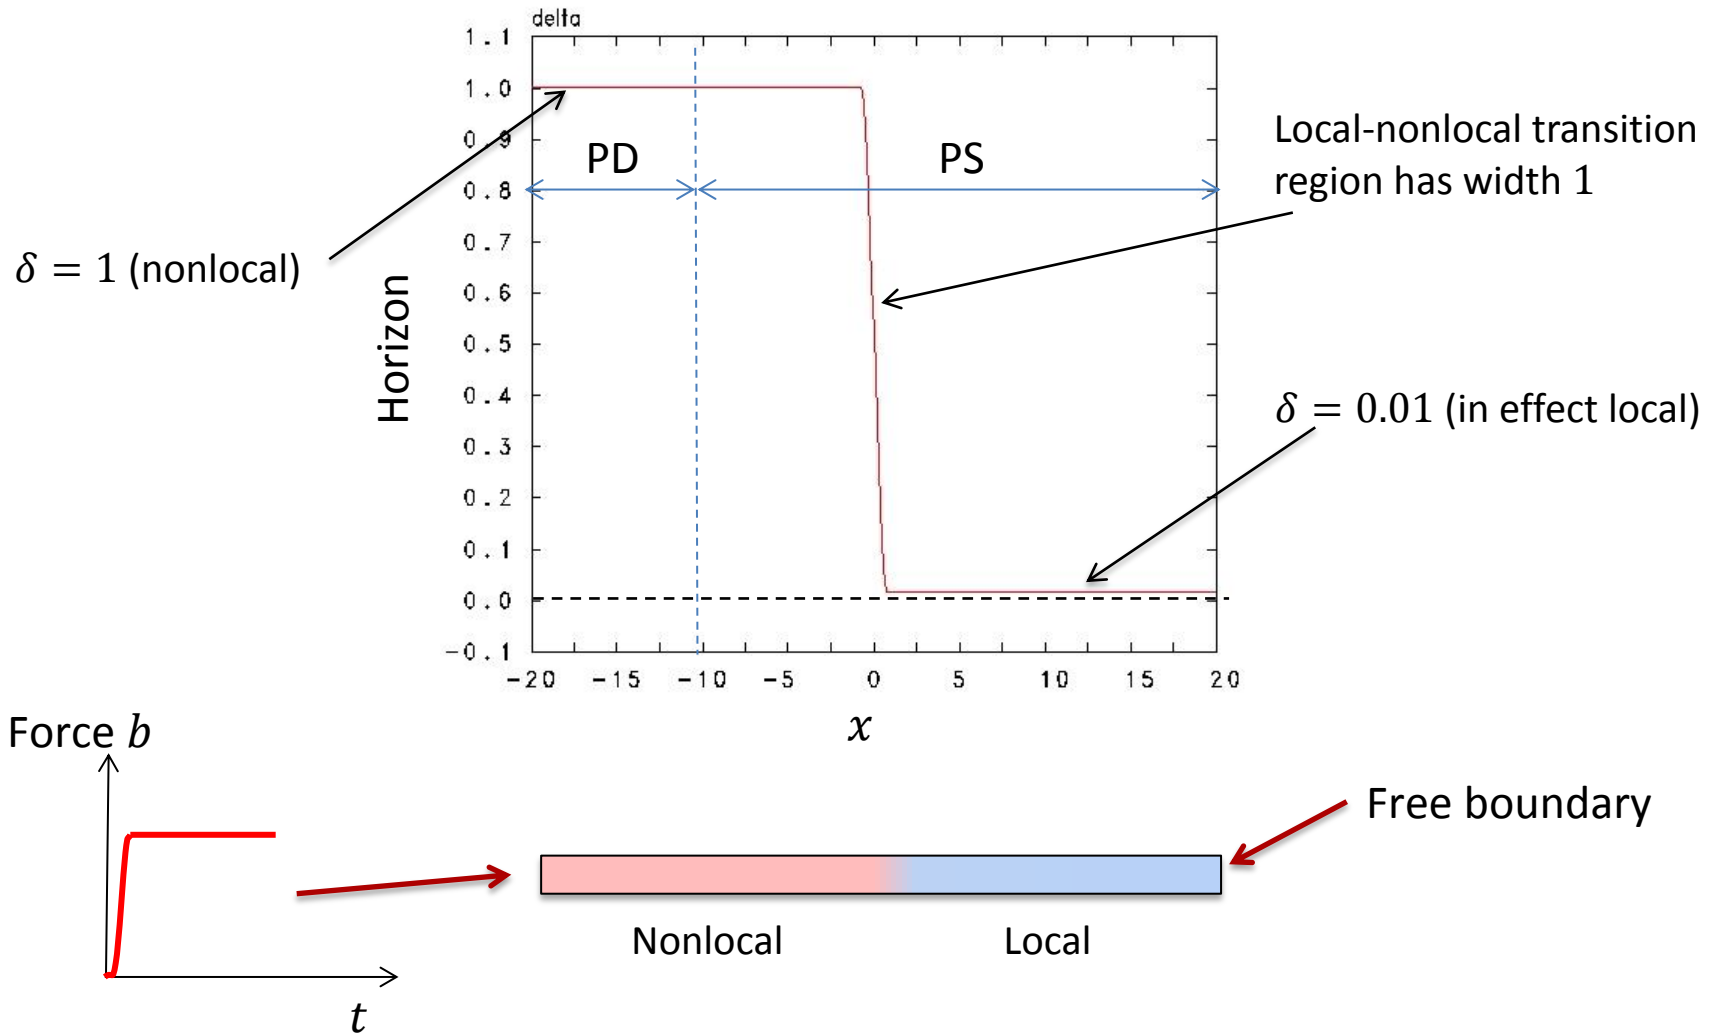 delta
1.1
1.0
0.9
0.8
0.7
0.6
0.5
0.4
0.3
0.2
0.1
0.0
-0.1
-20 -15 -10 -5 0 5 10 15 20
Horizon
x
PD
PS
δ = 1 (nonlocal)
Local-nonlocal transition
region has width 1
δ = 0.01 (in effect local)
Force b
t
Free boundary
Nonlocal
Local